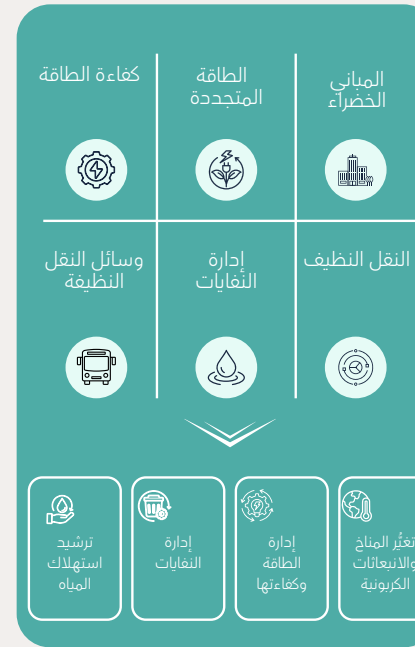 المباني
الخضراء
الطاقة
المتجددة
كفاءة الطاقة
النقل النظيف
إدارة
النفايات
وسائل النقل
النظيفة
تغيُّر المناخ
والانبعاثات
الكربونية
إدارة
الطاقة
وكفاءتها
إدارة
النفايات
ترشيد
استهلاك
المياه